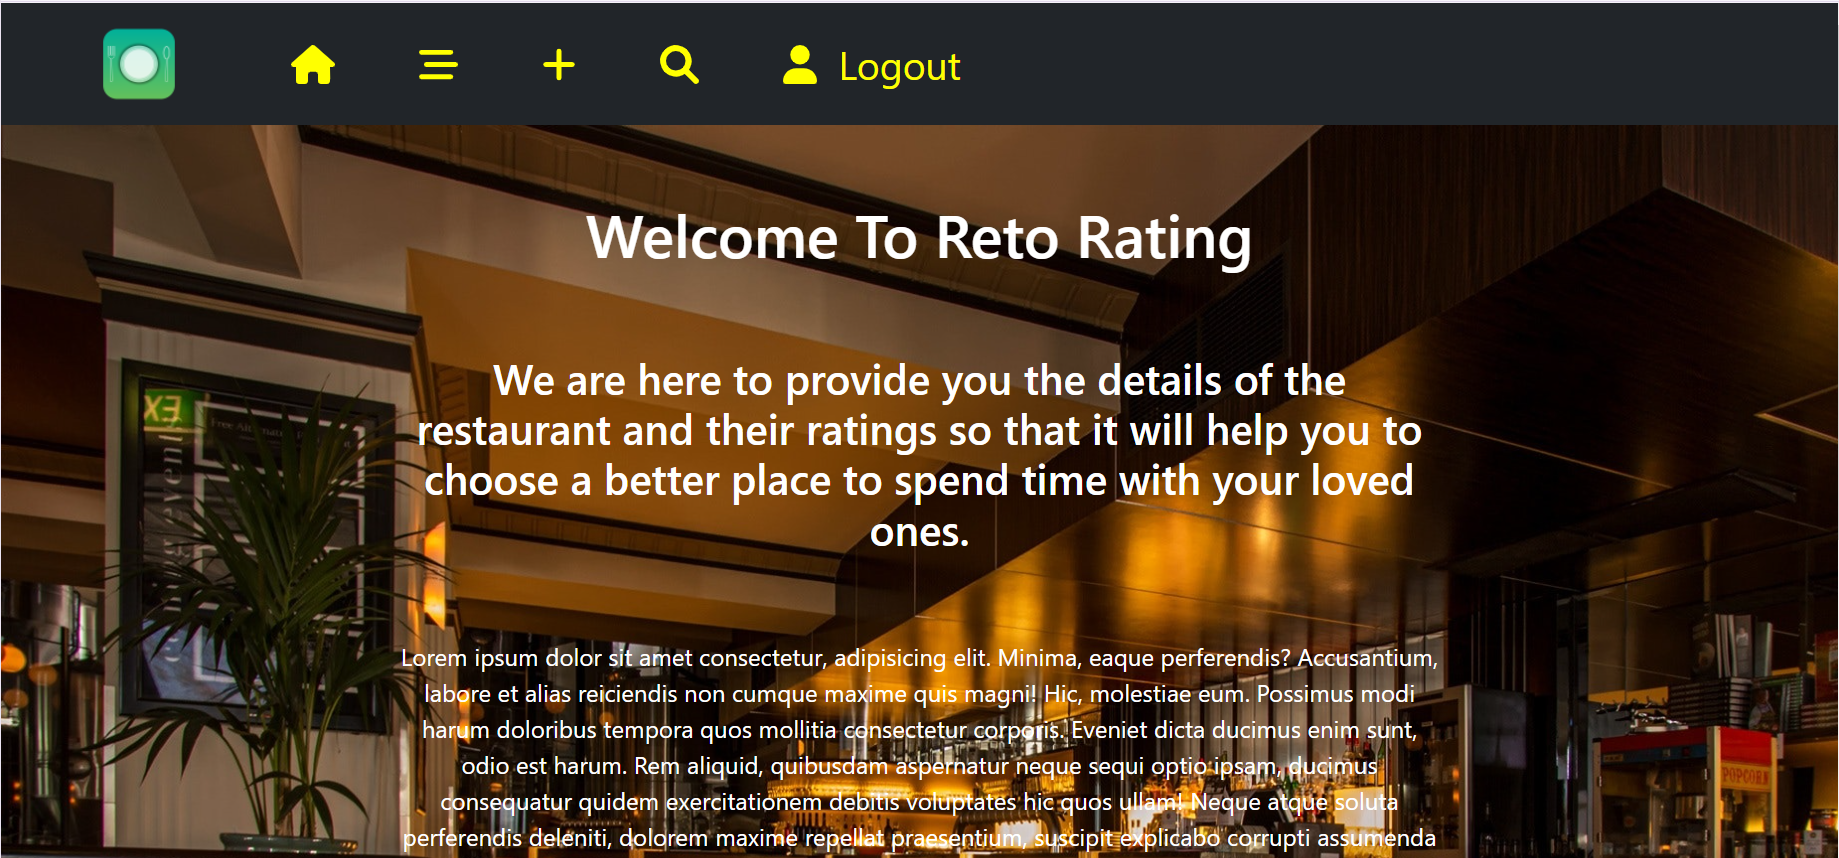 Logout
Welcome To Reto Rating
We are here to provide you the details of the
restaurant and their ratings so that it will help you to
choose a better place to spend time with your loved
ones.
Lorem ipsum dolor sit amet consectetur, adipisicing elit. Minima, eaque perferendis? Accusantium,
labore et alias reiciendis non cumque maxime quis magni! Hic, molestiae eum. Possimus modi
harum doloribus tempora quos mollitia consectetur corporis. Eveniet dicta ducimus enim sunt,
odio est harum. Rem aliquid, quibusdam aspernatur neque sequi optio ipsam, ducimus
consequatur quidem exercitationem debitis voluptates hic quos ullam! Neque atque soluta
perferendis deleniti, dolorem maxime repellat praesentium, suscipit explicabo corrupti assumenda
POPCORN